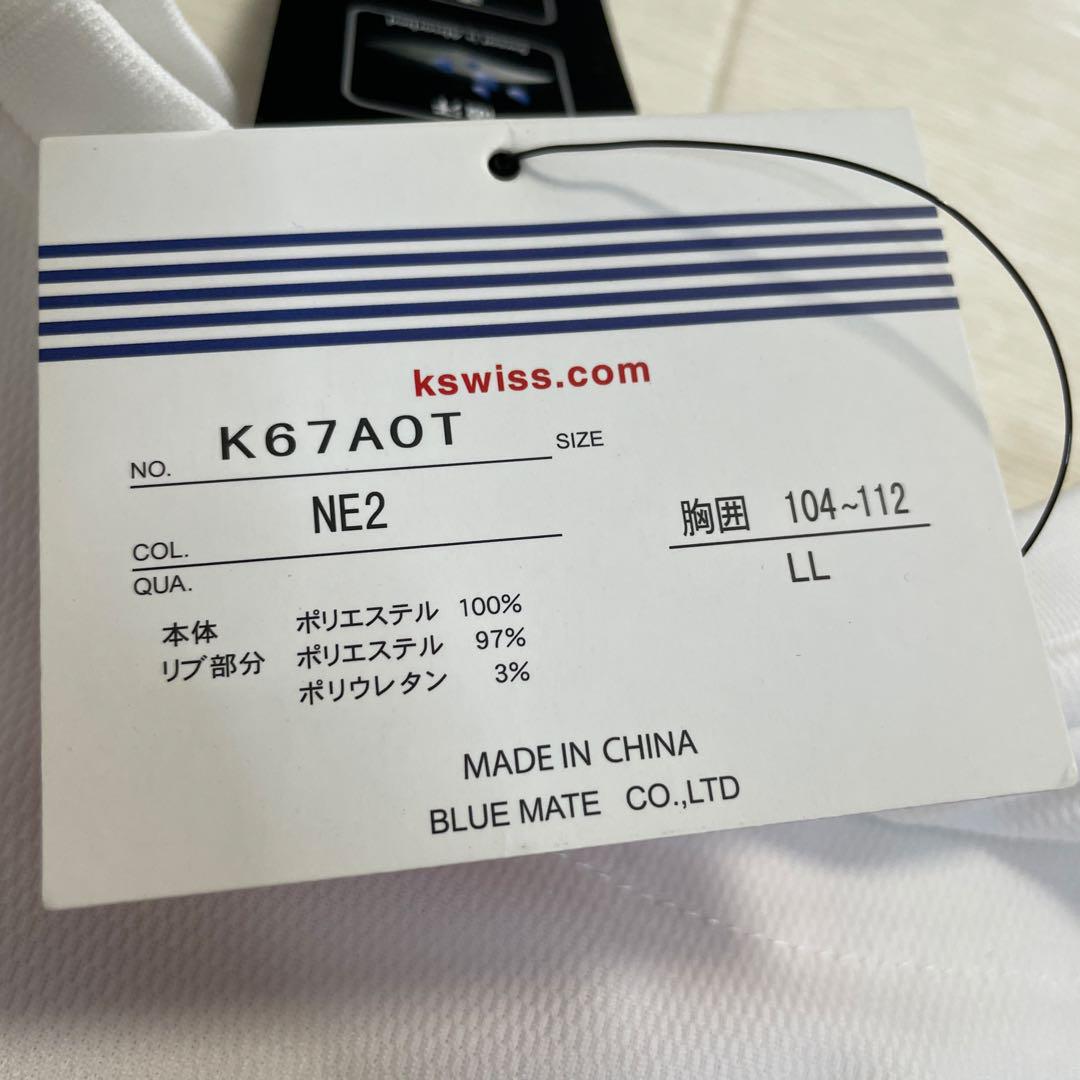 kswiss.com
NO. K67A0T
SIZE
COL. NE2
胸囲 104~112
LL
QUA.
本体 ポリエステル 100%
リブ部分 ポリエステル 97%
ポリウレタン 3%
MADE IN CHINA
BLUE MATE CO.,LTD